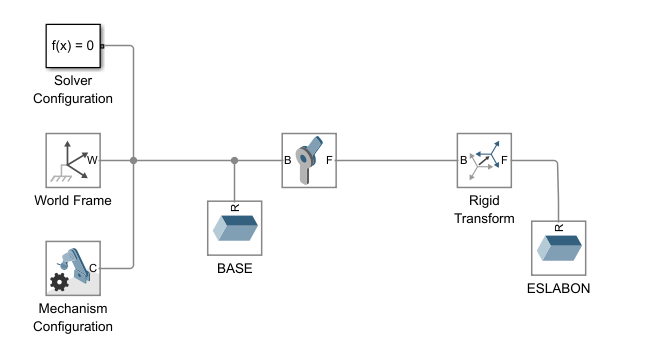 f(x) = 0
Solver
Configuration
W
World Frame
B
F
B
F
Rigid
Transform
R
BASE
R
ESLABON
C
Mechanism
Configuration